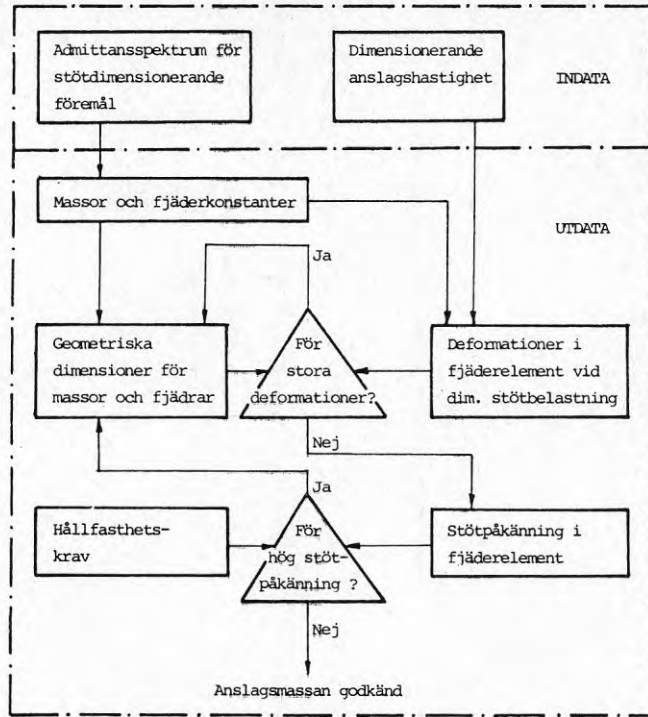 Admittansspektrum för
stötdimensionerande
föremål
Dimensionerande
anslagshastighet
INDATA
Massor och fjäderkonstanter
UTDATA
Ja
Geometriska
dimensioner för
massor och fjädrar
För
stora
deformationer?
Deformationer i
fjäderelement vid
dim. stötbelastning
Nej
Ja
Hållfasthets-
krav
För
hög stöt-
påkänning ?
Stötpåkänning i
fjäderelement
Nej
Anslagsmassan godkänd